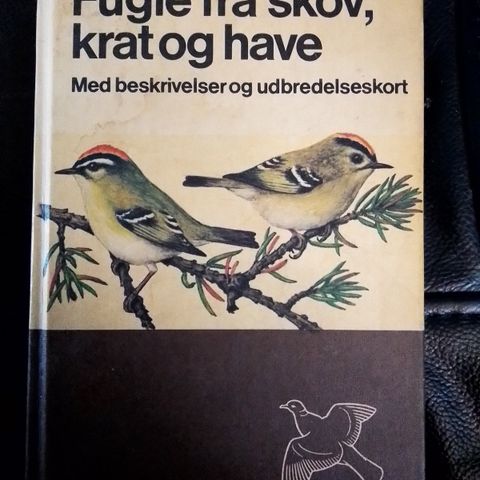 Fugle fra skov,
krat og have
Med beskrivelser og udbredelseskort